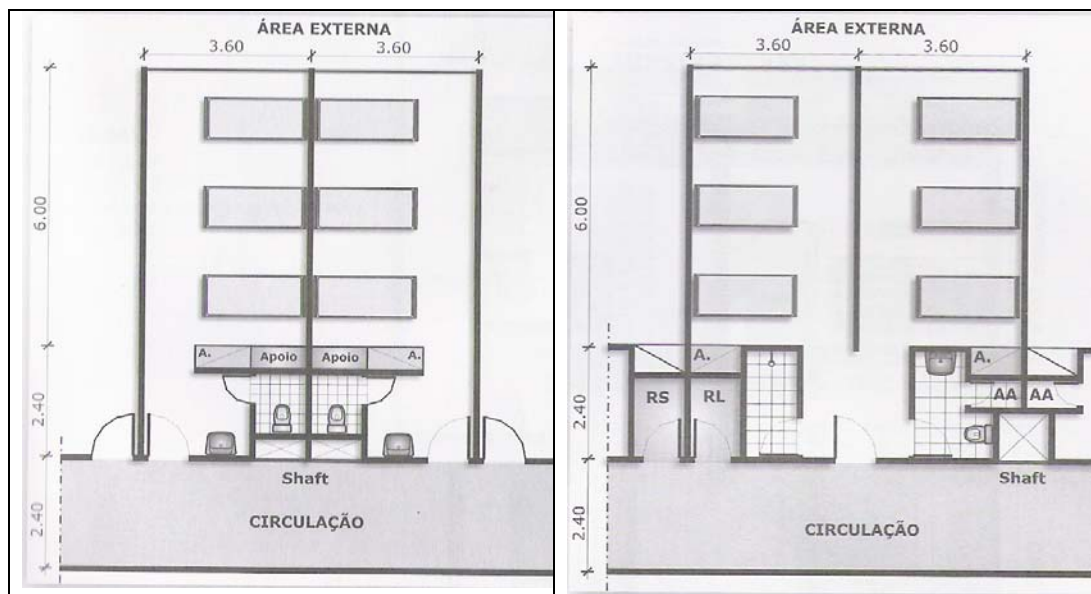 ÁREA EXTERNA
3.60 3.60
6.00
A. Apoio Apoio A.
2.40
Shaft
2.40
CIRCULAÇÃO
ÁREA EXTERNA
3.60 3.60
6.00
A. A.
RS RL AA AA
2.40
Shaft
2.40
CIRCULAÇÃO